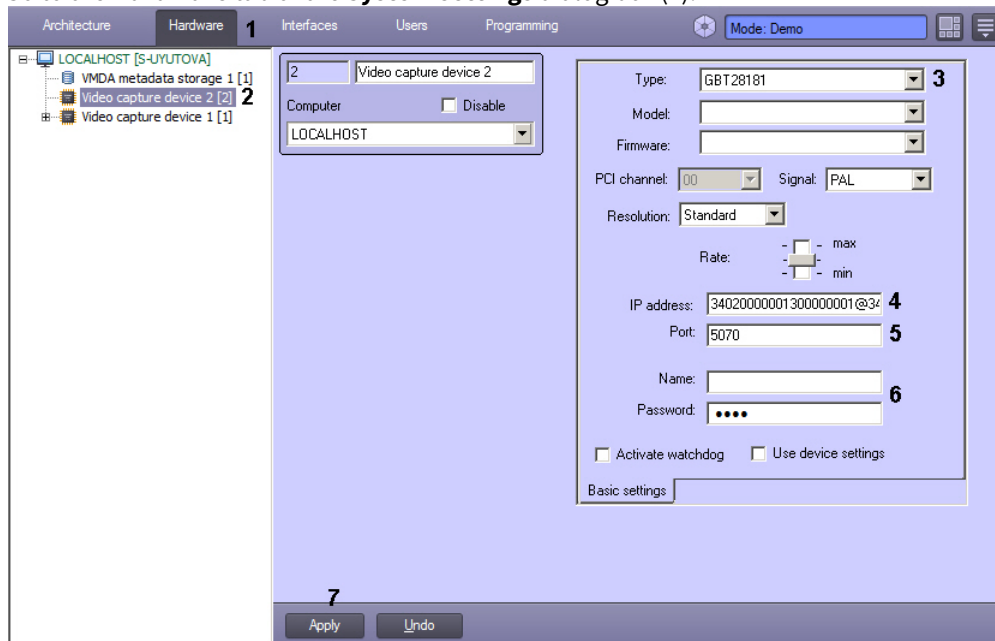 Architecture Hardware 1 Interfaces Users Programming Mode: Demo
LOCALHOST [S-UYUTOVA]
VMDA metadata storage 1 [1]
Video capture device 2 [2] 2
Video capture device 1 [1]
2 Video capture device 2
Computer Disable
LOCALHOST
Type: GBT28181 3
Model:
Firmware:
PCI channel: 00 Signal: PAL
Resolution: Standard
Rate: max
min
IP address: 34020000001300000001@34 4
Port: 5070 5
Name:
6
Password: ••••
Activate watchdog Use device settings
Basic settings
7
Apply Undo